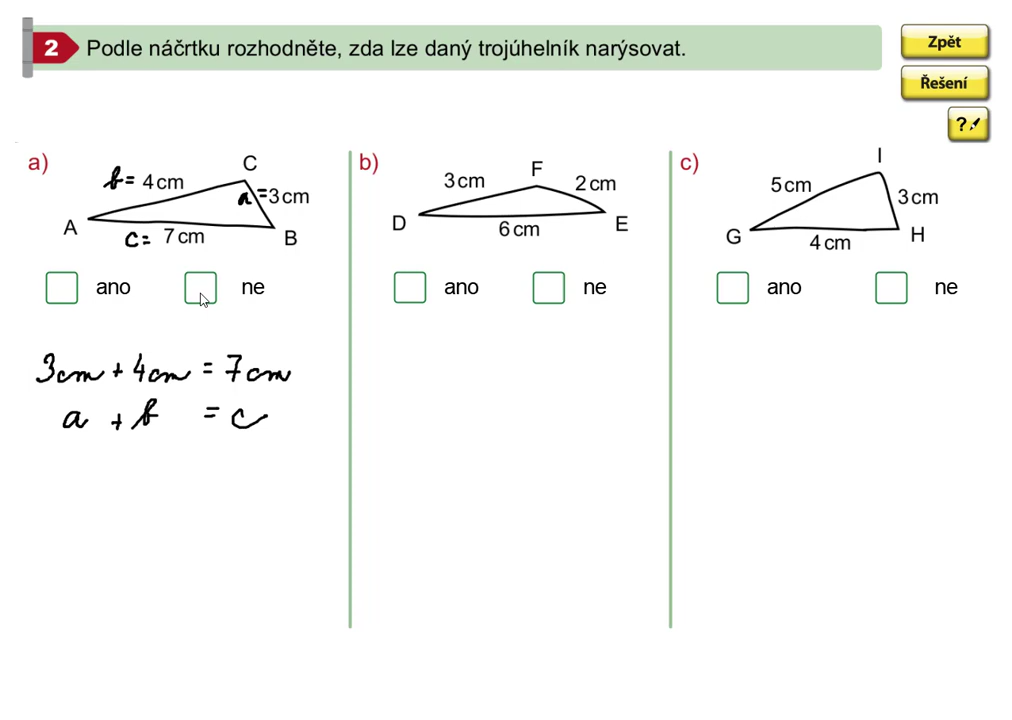 2 Podle náčrtku rozhodněte, zda lze daný trojúhelník narýsovat.
Zpět
Řešení
?
a)
C
b= 4 cm
a =3 cm
A
c= 7 cm
B
ano
ne
3cm + 4cm = 7cm
a + b = c
b)
F
3 cm
2 cm
D
6 cm
E
ano
ne
c)
I
5 cm
3 cm
G
4 cm
H
ano
ne